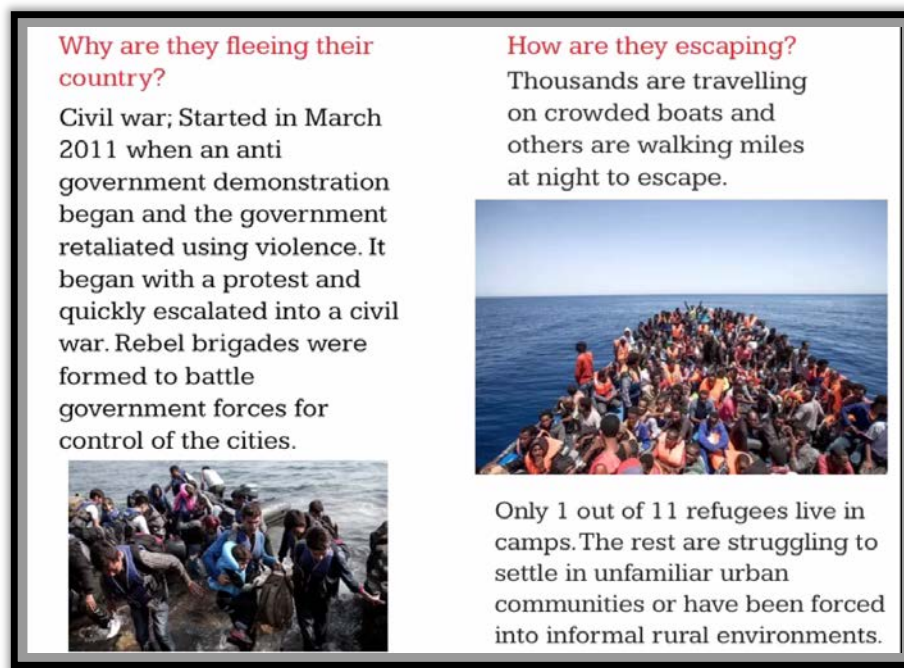 Why are they fleeing their
country?
Civil war; Started in March
2011 when an anti
government demonstration
began and the government
retaliated using violence. It
began with a protest and
quickly escalated into a civil
war. Rebel brigades were
formed to battle
government forces for
control of the cities.
How are they escaping?
Thousands are travelling
on crowded boats and
others are walking miles
at night to escape.
Only 1 out of 11 refugees live in
camps. The rest are struggling to
settle in unfamiliar urban
communities or have been forced
into informal rural environments.